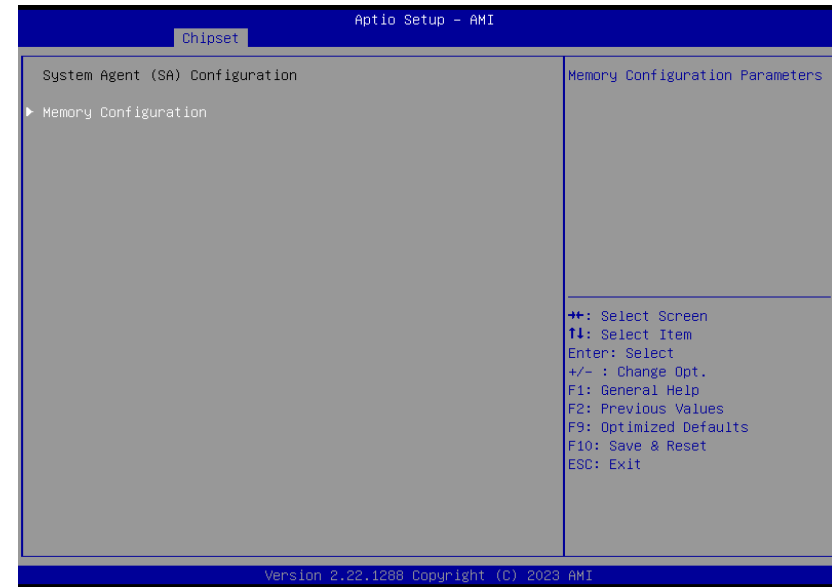 Aptio Setup – AMI
Chipset
System Agent (SA) Configuration
▶ Memory Configuration
Memory Configuration Parameters
→←: Select Screen
↑↓: Select Item
Enter: Select
+/- : Change Opt.
F1: General Help
F2: Previous Values
F9: Optimized Defaults
F10: Save & Reset
ESC: Exit
Version 2.22.1288 Copyright (C) 2023 AMI